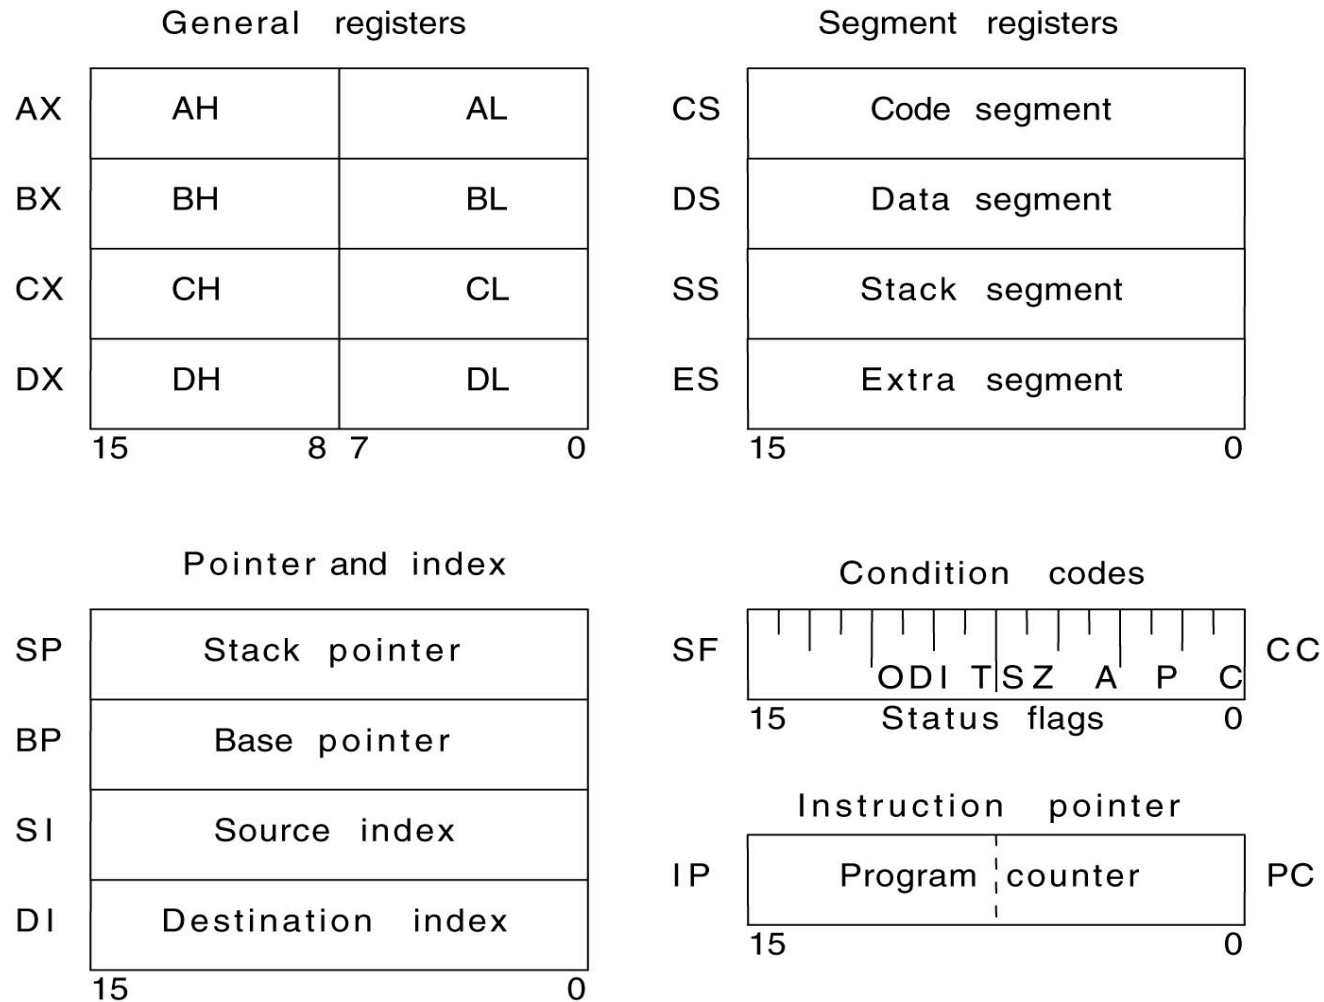 General registers
AX AH AL
BX BH BL
CX CH CL
DX DH DL
15 8 7 0
Segment registers
CS Code segment
DS Data segment
SS Stack segment
ES Extra segment
15 0
Pointer and index
SP Stack pointer
BP Base pointer
SI Source index
DI Destination index
15 0
Condition codes
SF O D I T S Z A P C CC
15 Status flags 0
Instruction pointer
IP Program counter PC
15 0